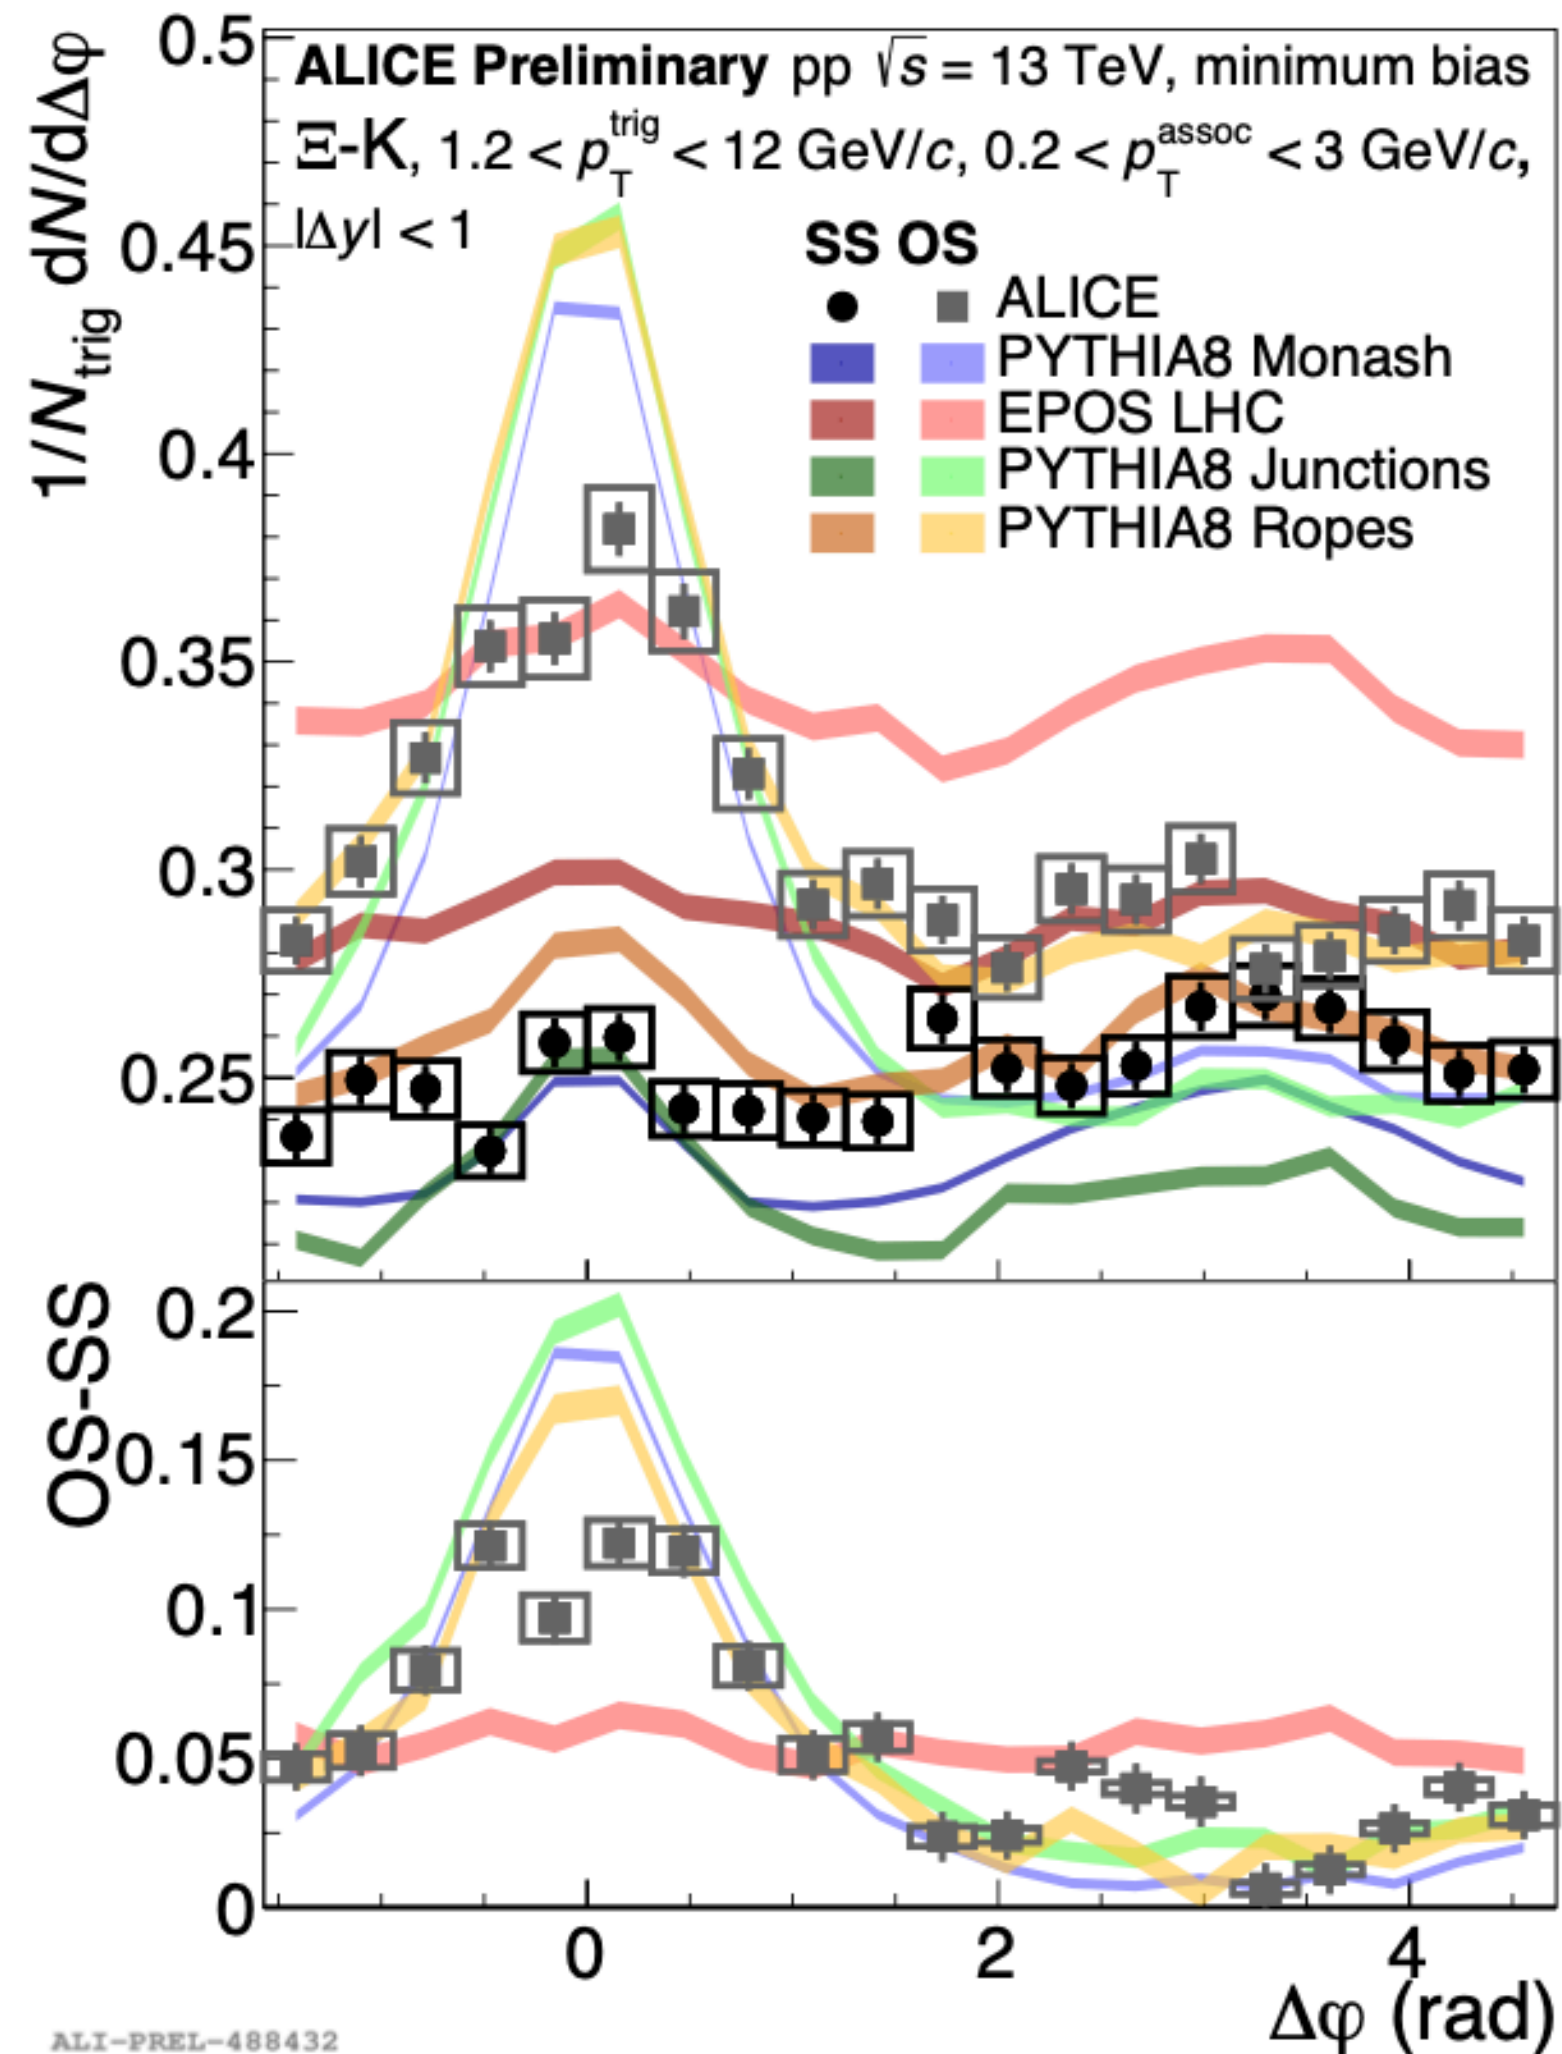 ALICE Preliminary pp √s = 13 TeV, minimum bias
Ξ-K, 1.2 < p_T^trig < 12 GeV/c, 0.2 < p_T^assoc < 3 GeV/c,
|Δy| < 1
SS OS
ALICE
PYTHIA8 Monash
EPOS LHC
PYTHIA8 Junctions
PYTHIA8 Ropes
1/N_trig dN/dΔφ
0.5
0.45
0.4
0.35
0.3
0.25
OS-SS
0.2
0.15
0.1
0.05
0
0 2 4
Δφ (rad)
ALI-PREL-488432